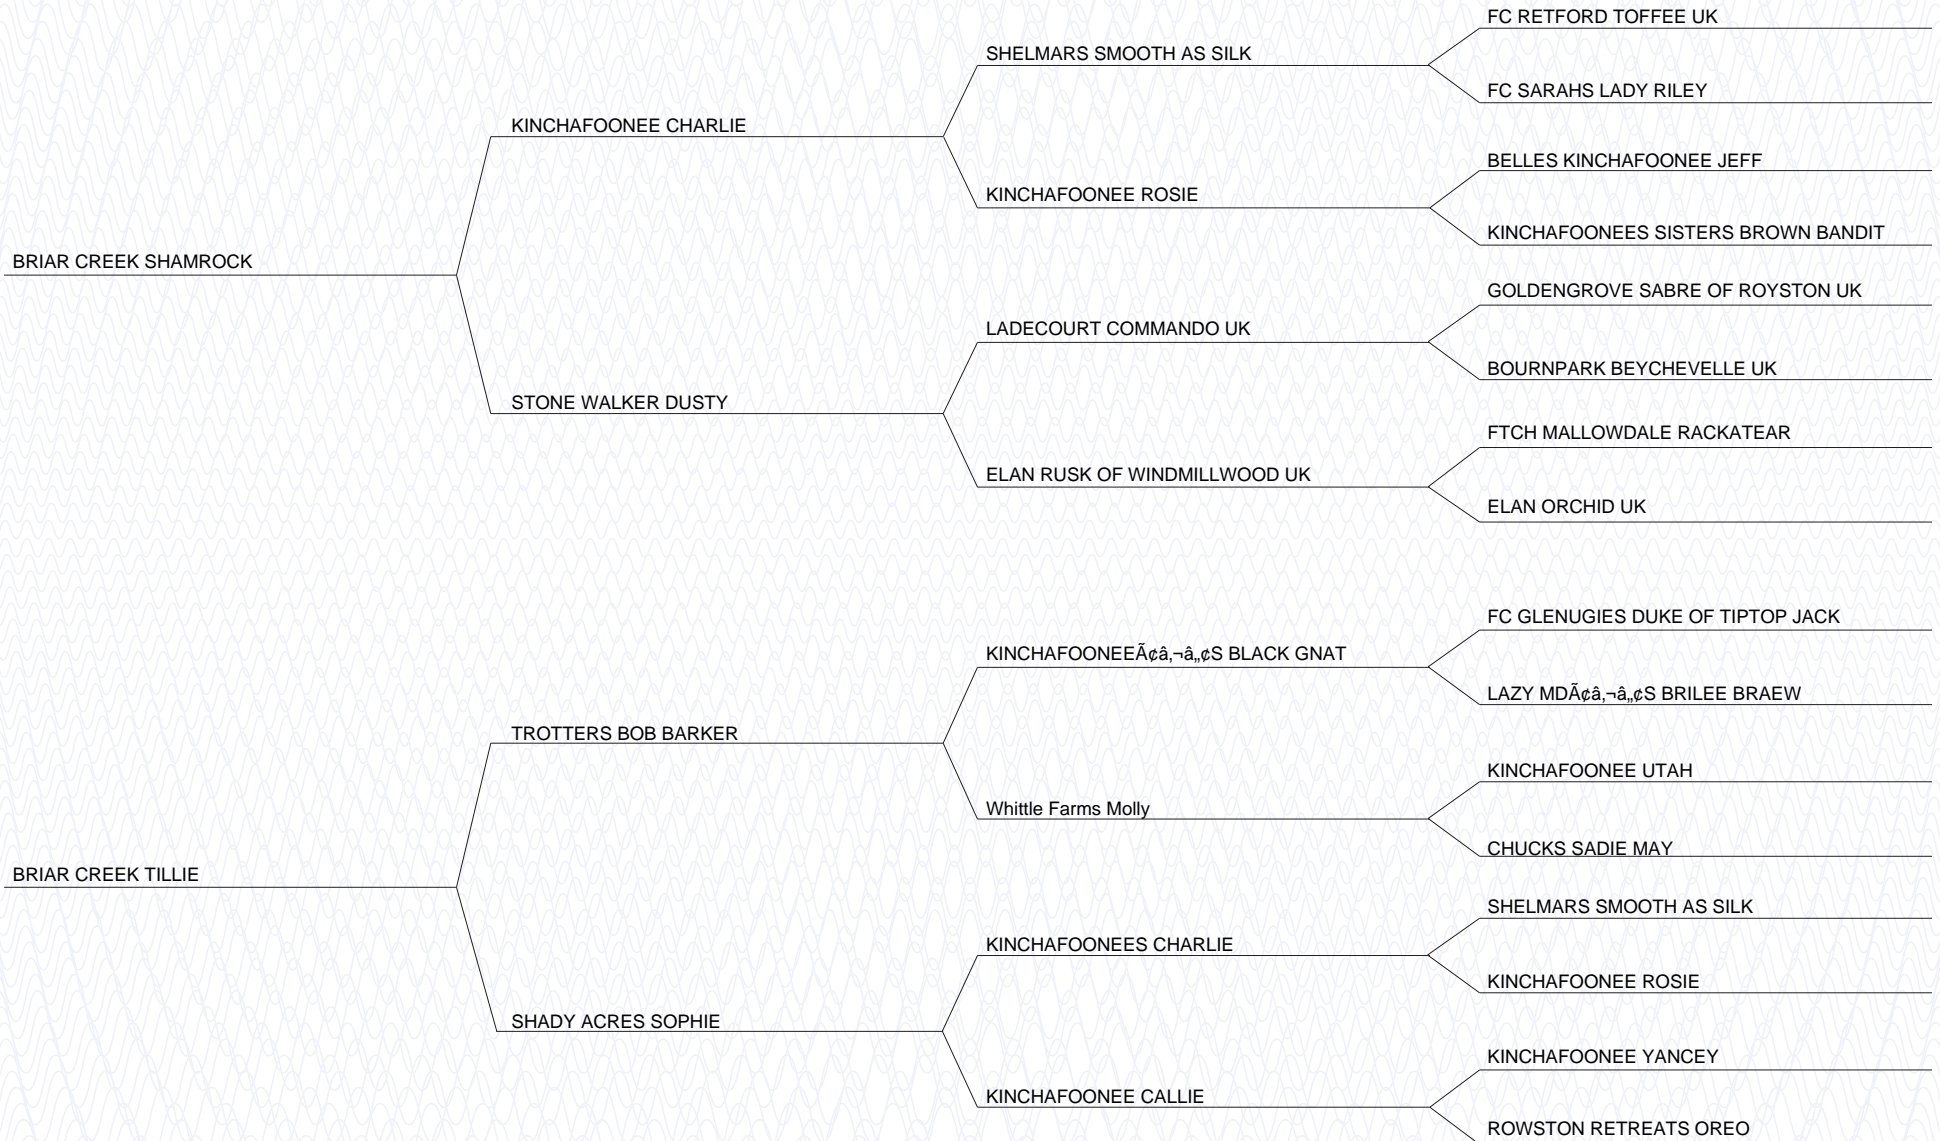 FC RETFORD TOFFEE UK
SHELMARS SMOOTH AS SILK
FC SARAHS LADY RILEY
KINCHAFOONEE CHARLIE
BELLES KINCHAFOONEE JEFF
KINCHAFOONEE ROSIE
KINCHAFOONEES SISTERS BROWN BANDIT
BRIAR CREEK SHAMROCK
GOLDENGROVE SABRE OF ROYSTON UK
LADECOURT COMMANDO UK
BOURNPARK BEYCHEVELLE UK
STONE WALKER DUSTY
FTCH MALLOWDALE RACKATEAR
ELAN RUSK OF WINDMILLWOOD UK
ELAN ORCHID UK
FC GLENUGIES DUKE OF TIPTOP JACK
KINCHAFOONEEÃ¢â‚¬â„¢S BLACK GNAT
LAZY MDÃ¢â‚¬â„¢S BRILEE BRAEW
TROTTERS BOB BARKER
KINCHAFOONEE UTAH
Whittle Farms Molly
CHUCKS SADIE MAY
BRIAR CREEK TILLIE
SHELMARS SMOOTH AS SILK
KINCHAFOONEES CHARLIE
KINCHAFOONEE ROSIE
SHADY ACRES SOPHIE
KINCHAFOONEE YANCEY
KINCHAFOONEE CALLIE
ROWSTON RETREATS OREO